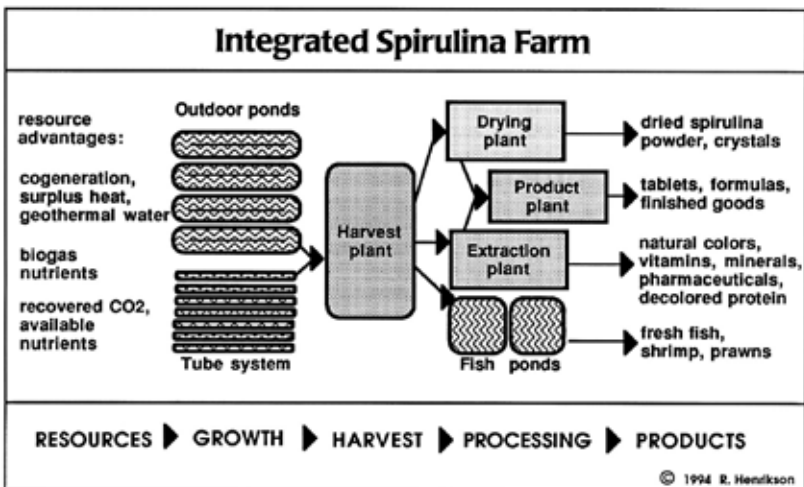 Integrated Spirulina Farm
resource
advantages:
cogeneration,
surplus heat,
geothermal water
biogas
nutrients
recovered CO2,
available
nutrients
Outdoor ponds
Tube system
Harvest
plant
Drying
plant
Product
plant
Extraction
plant
Fish ponds
dried spirulina
powder, crystals
tablets, formulas,
finished goods
natural colors,
vitamins, minerals,
pharmaceuticals,
decolored protein
fresh fish,
shrimp, prawns
RESOURCES GROWTH HARVEST PROCESSING PRODUCTS
© 1994 R. Henrikson